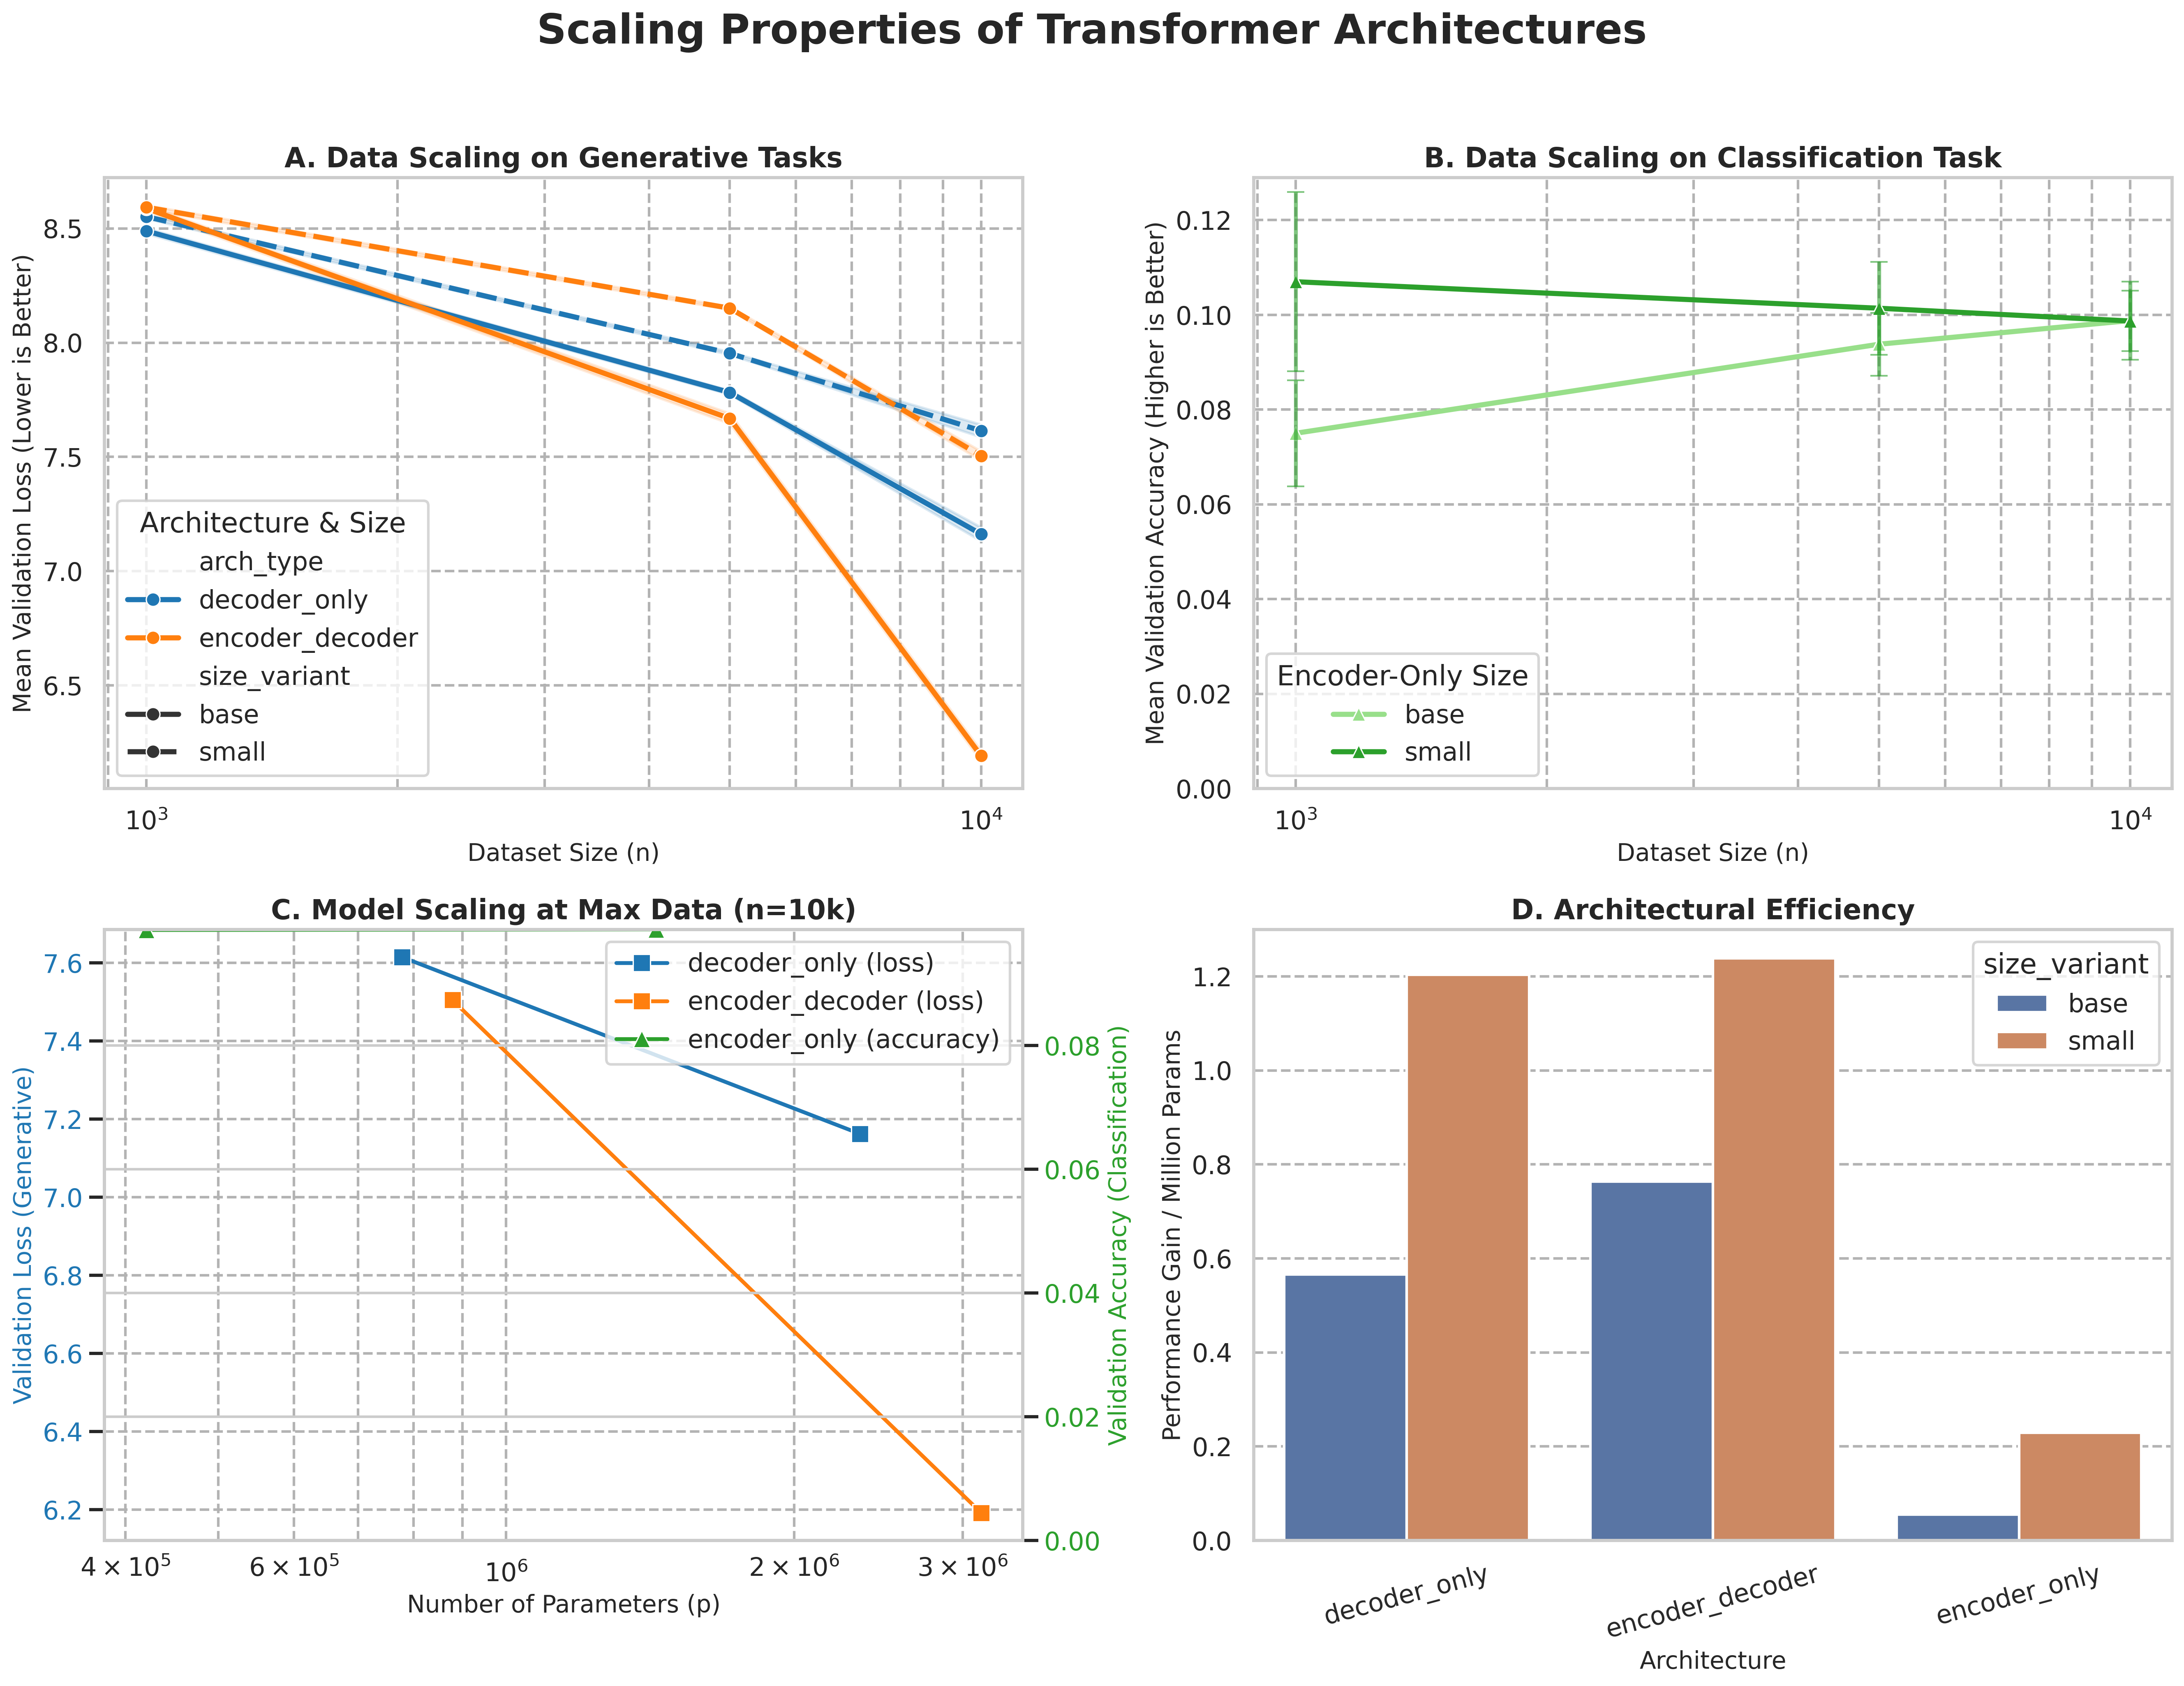 Scaling Properties of Transformer Architectures
A. Data Scaling on Generative Tasks
Mean Validation Loss (Lower is Better)
8.5
8.0
7.5
7.0
6.5
Architecture & Size
arch_type
decoder_only
encoder_decoder
size_variant
base
small
10³
10⁴
Dataset Size (n)
B. Data Scaling on Classification Task
Mean Validation Accuracy (Higher is Better)
0.12
0.10
0.08
0.06
0.04
0.02
0.00
Encoder-Only Size
base
small
10³
10⁴
Dataset Size (n)
C. Model Scaling at Max Data (n=10k)
Validation Loss (Generative)
7.6
7.4
7.2
7.0
6.8
6.6
6.4
6.2
decoder_only (loss)
encoder_decoder (loss)
encoder_only (accuracy)
0.08
0.06
0.04
0.02
0.00
Validation Accuracy (Classification)
4 × 10⁵
6 × 10⁵
10⁶
2 × 10⁶
3 × 10⁶
Number of Parameters (p)
D. Architectural Efficiency
Performance Gain / Million Params
1.2
1.0
0.8
0.6
0.4
0.2
0.0
size_variant
base
small
decoder_only
encoder_decoder
encoder_only
Architecture